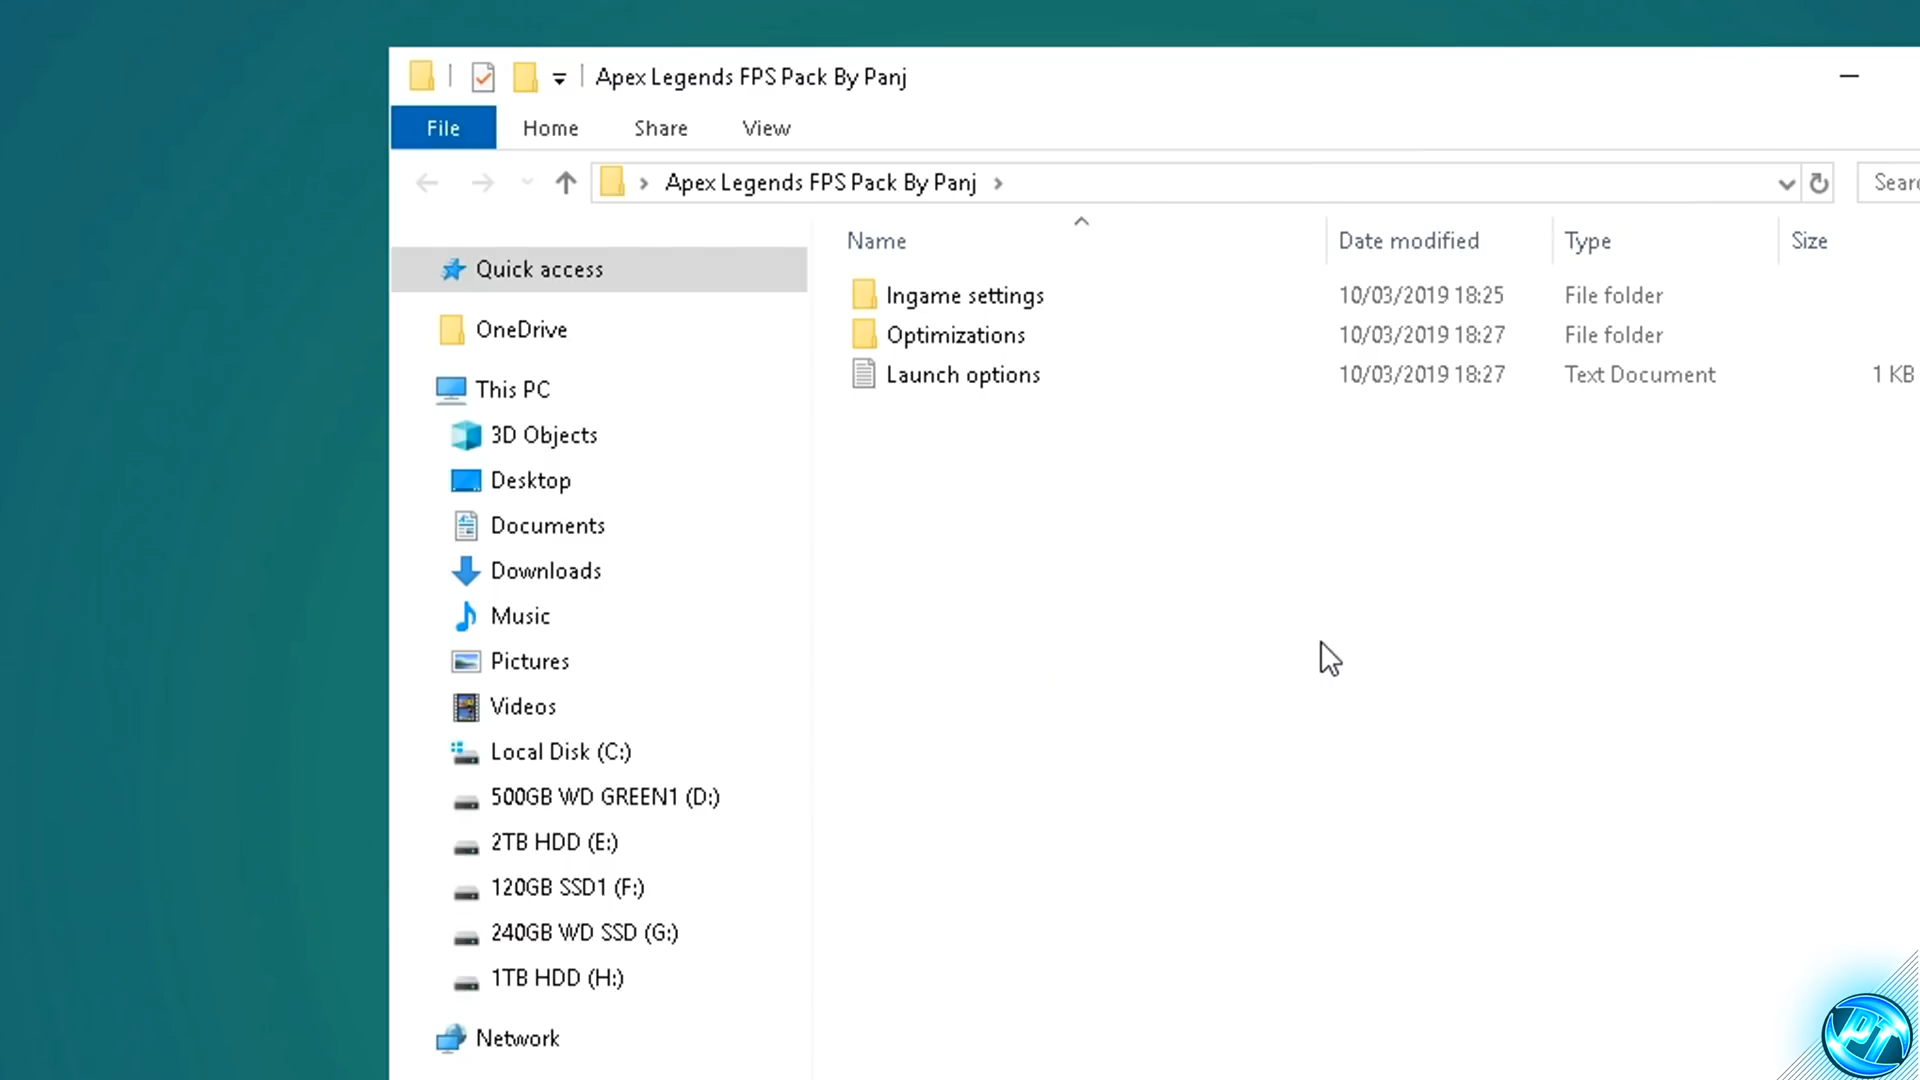 Apex Legends FPS Pack By Panj
File Home Share View
Apex Legends FPS Pack By Panj
Name Date modified Type Size
Quick access
OneDrive
This PC
3D Objects
Desktop
Documents
Downloads
Music
Pictures
Videos
Local Disk (C:)
500GB WD GREEN1 (D:)
2TB HDD (E:)
120GB SSD1 (F:)
240GB WD SSD (G:)
1TB HDD (H:)
Network
Ingame settings 10/03/2019 18:25 File folder
Optimizations 10/03/2019 18:27 File folder
Launch options 10/03/2019 18:27 Text Document 1 KB